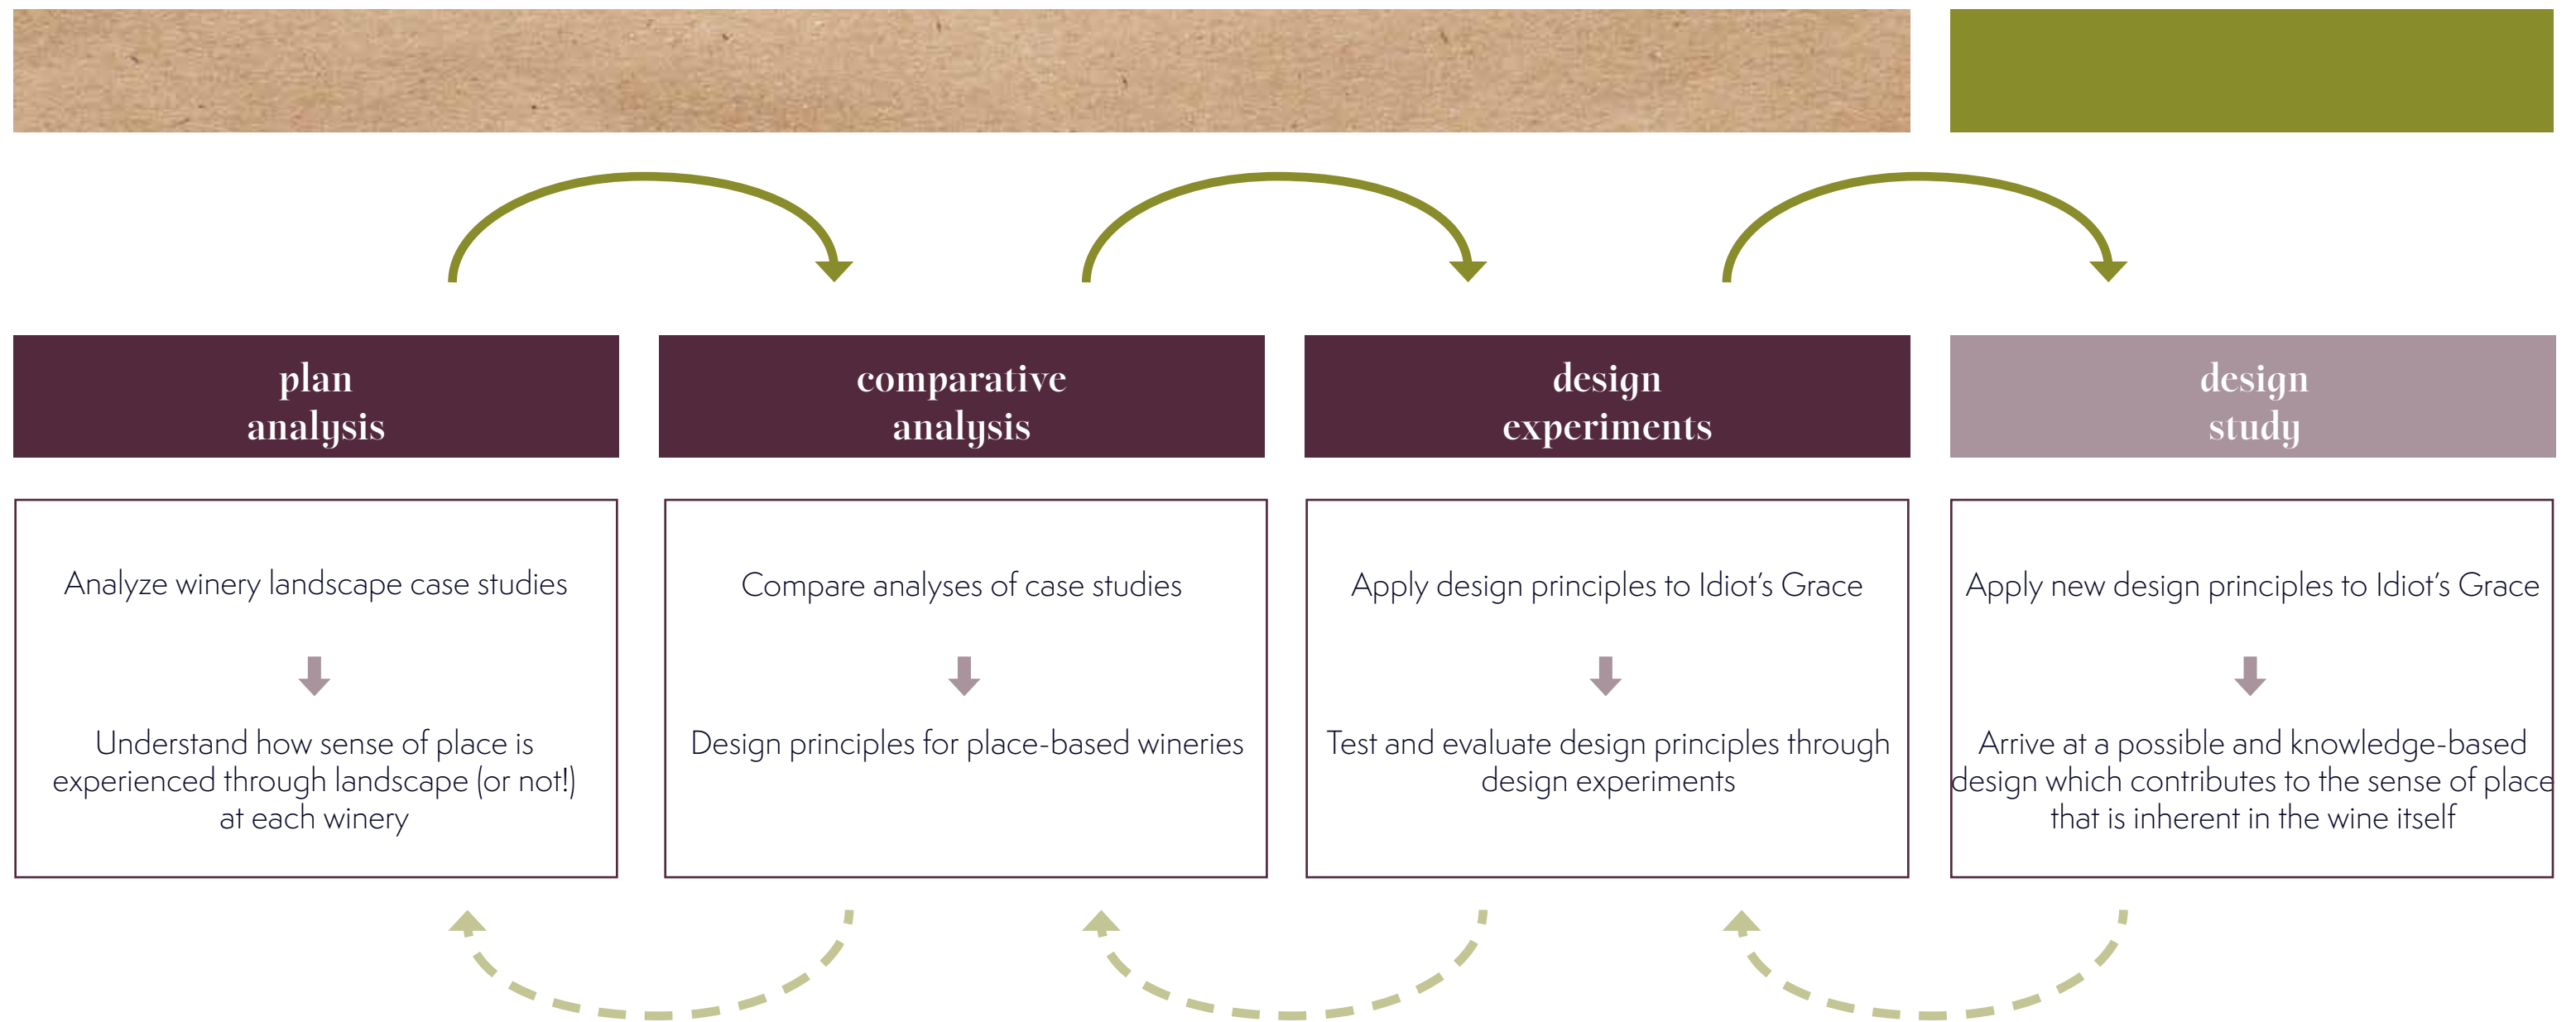 plan
analysis
comparative
analysis
design
experiments
design
study
Analyze winery landscape case studies
Understand how sense of place is
experienced through landscape (or not!)
at each winery
Compare analyses of case studies
Design principles for place-based wineries
Apply design principles to Idiot's Grace
Test and evaluate design principles through
design experiments
Apply new design principles to Idiot's Grace
Arrive at a possible and knowledge-based
design which contributes to the sense of place
that is inherent in the wine itself